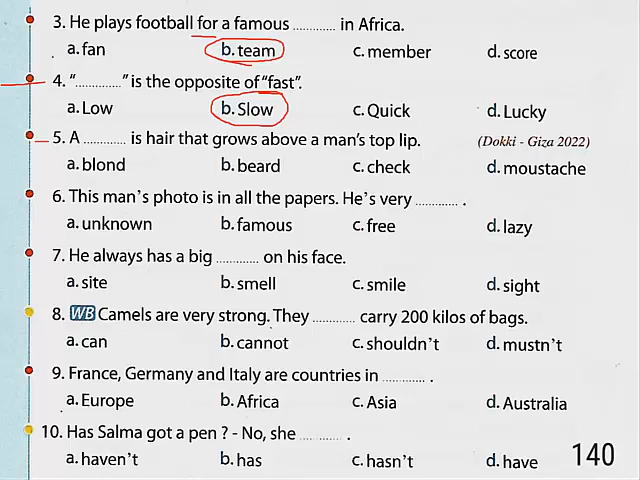 3. He plays football for a famous ............ in Africa.
a. fan b. team c. member d. score
4. "............" is the opposite of "fast".
a. Low b. Slow c. Quick d. Lucky
5. A ............ is hair that grows above a man's top lip. (Dokki - Giza 2022)
a. blond b. beard c. check d. moustache
6. This man's photo is in all the papers. He's very ............ .
a. unknown b. famous c. free d. lazy
7. He always has a big ............ on his face.
a. site b. smell c. smile d. sight
8. WB Camels are very strong. They ............ carry 200 kilos of bags.
a. can b. cannot c. shouldn't d. mustn't
9. France, Germany and Italy are countries in ............ .
a. Europe b. Africa c. Asia d. Australia
10. Has Salma got a pen ? - No, she ............ .
a. haven't b. has c. hasn't d. have
140